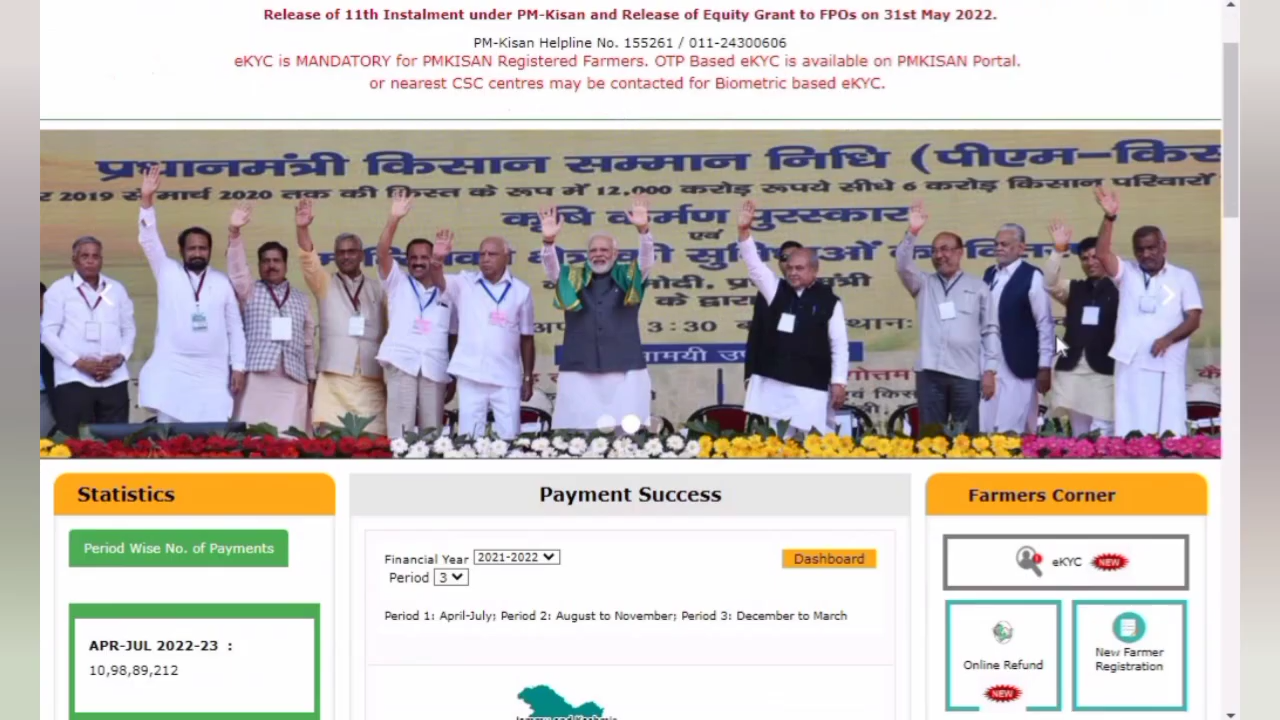 Release of 11th Instalment under PM-Kisan and Release of Equity Grant to FPOs on 31st May 2022.
PM-Kisan Helpline No. 155261 / 011-24300606
eKYC is MANDATORY for PMKISAN Registered Farmers. OTP Based eKYC is available on PMKISAN Portal.
or nearest CSC centres may be contacted for Biometric based eKYC.
प्रधानमंत्री किसान सम्मान निधि (पीएम-किस
र 2019 से मार्च 2020 तक की किस्त के रूप में 12,000 करोड़ रूपये सीधे 6 करोड़ किसान परिवारों
कृषि कर्मण पुरस्कार
एवं
की सुविधाओं का
मोदी,
के द्वारा
3:30
Statistics
Period Wise No. of Payments
APR-JUL 2022-23 :
10,98,89,212
Payment Success
Financial Year 2021-2022
Dashboard
Period 3
Period 1: April-July; Period 2: August to November; Period 3: December to March
Jammu and Kashmir
Farmers Corner
eKYC NEW
Online Refund
NEW
New Farmer
Registration